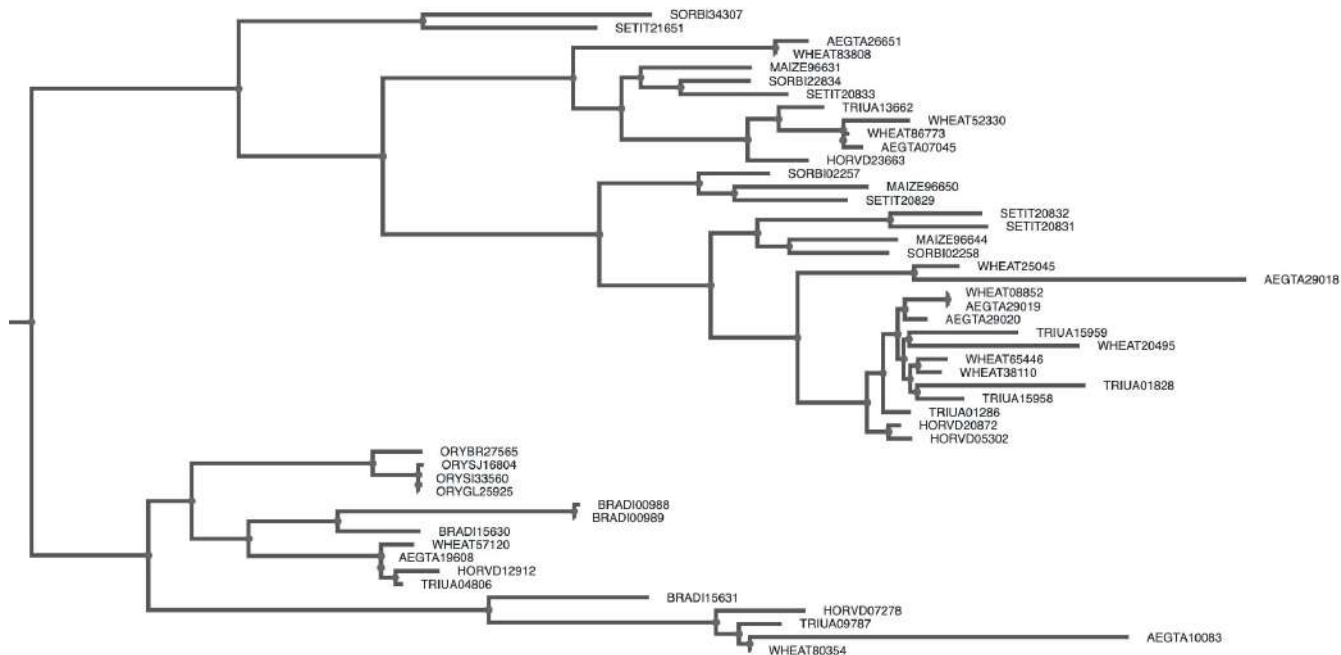 SORBI34307
SETIT21651
AEGTA26651
WHEAT83808
MAIZE96631
SORBI22834
SETIT20833
TRIUA13662
WHEAT52330
WHEAT86773
AEGTA07045
HORVD23663
SORBI02257
MAIZE96650
SETIT20829
SETIT20832
SETIT20831
MAIZE96644
SORBI02258
WHEAT25045
AEGTA29018
WHEAT08852
AEGTA29019
AEGTA29020
TRIUA15959
WHEAT20495
WHEAT65446
WHEAT38110
TRIUA01828
TRIUA15958
TRIUA01286
HORVD20872
HORVD05302
ORYBR27565
ORYSJ16804
ORYSI33560
ORYGL25925
BRADI00988
BRADI00989
BRADI15630
WHEAT57120
AEGTA19608
HORVD12912
TRIUA04806
BRADI15631
HORVD07278
TRIUA09787
AEGTA10083
WHEAT80354